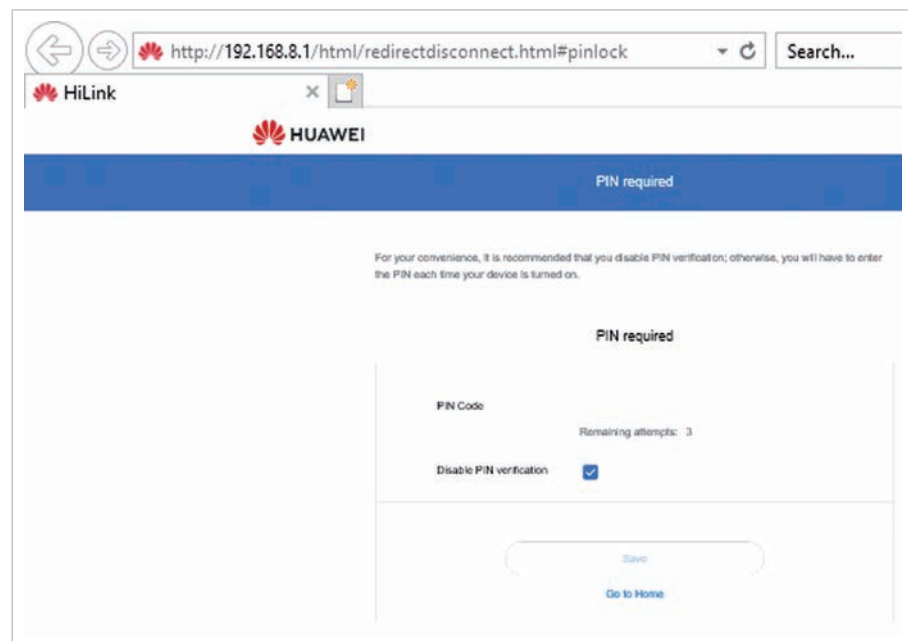 http://192.168.8.1/html/redirectdisconnect.html#pinlock
Search...
HiLink
HUAWEI
PIN required
For your convenience, it is recommended that you disable PIN verification; otherwise, you will have to enter
the PIN each time your device is turned on.
PIN required
PIN Code
Remaining attempts: 3
Disable PIN verification
Save
Go to Home